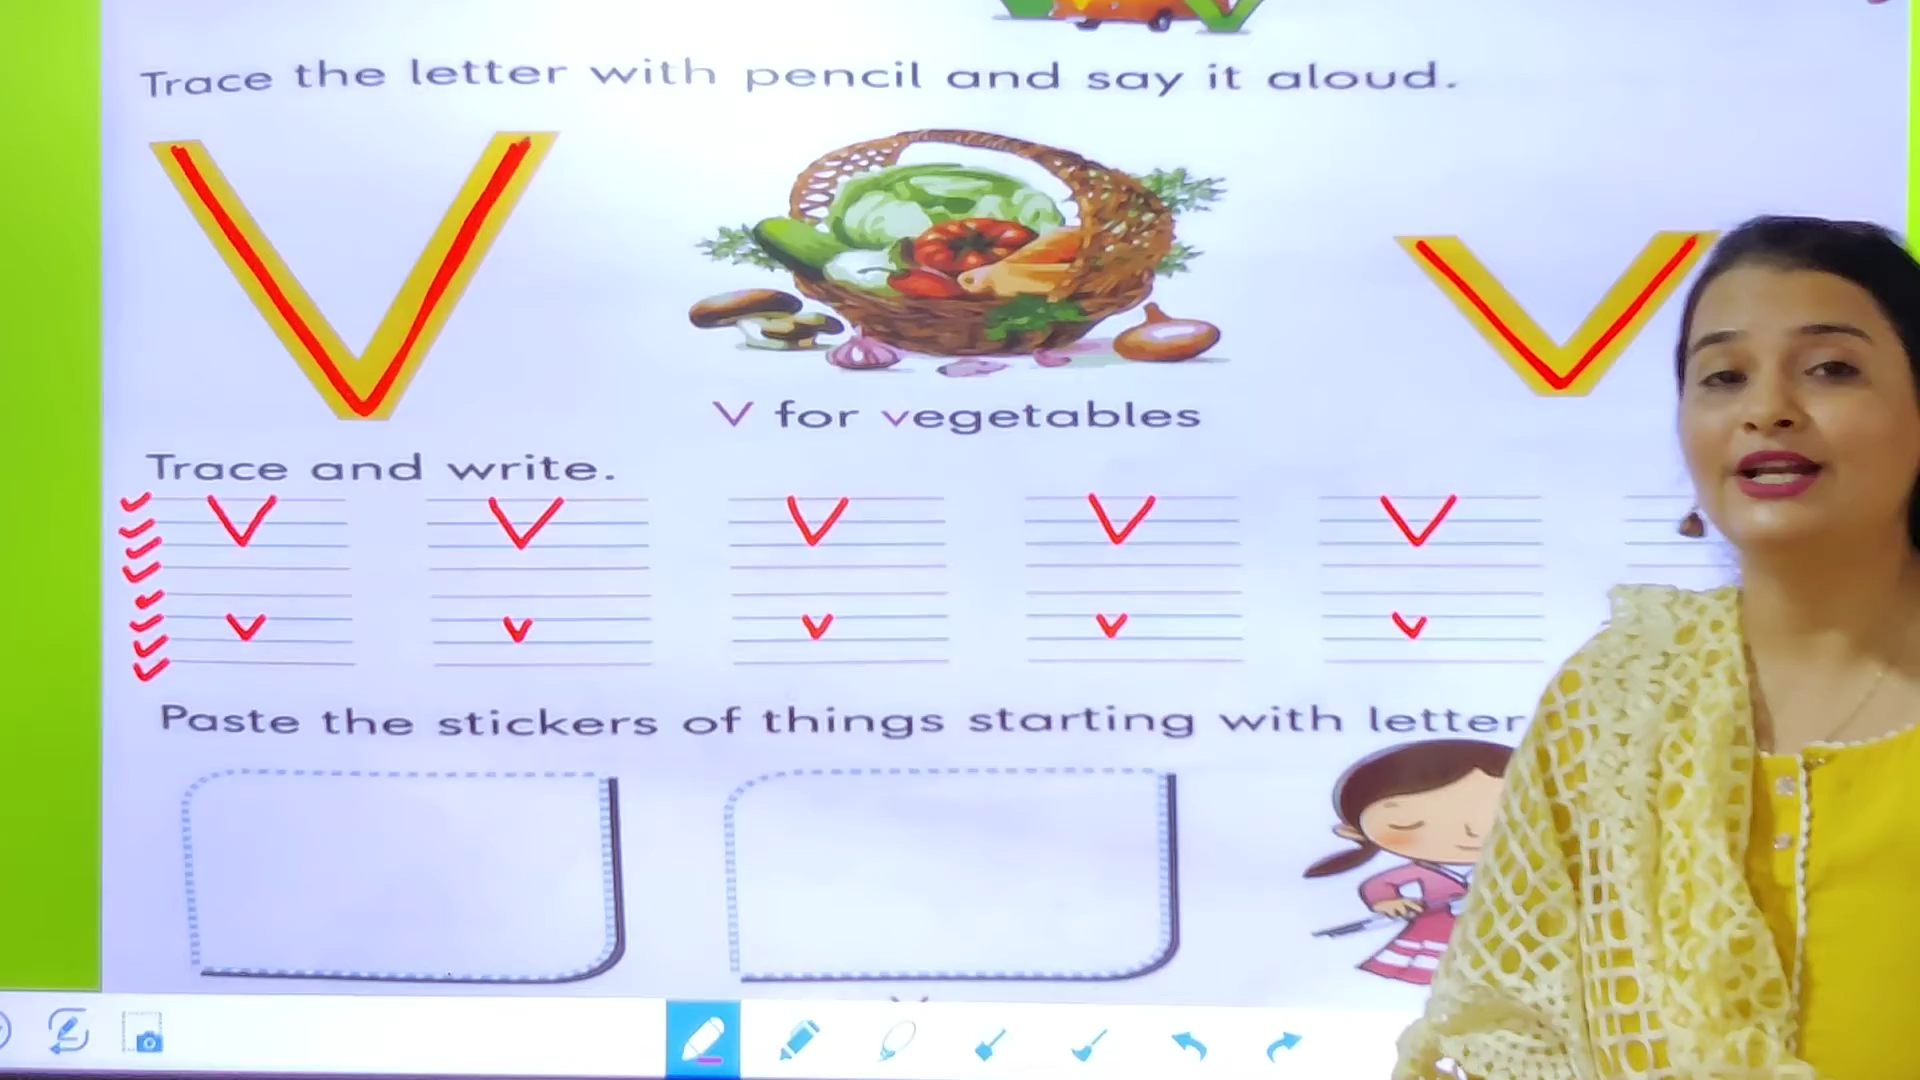 Trace the letter with pencil and say it aloud.
V
V
V for vegetables
Trace and write.
V V V V V
v v v v v
Paste the stickers of things starting with letter